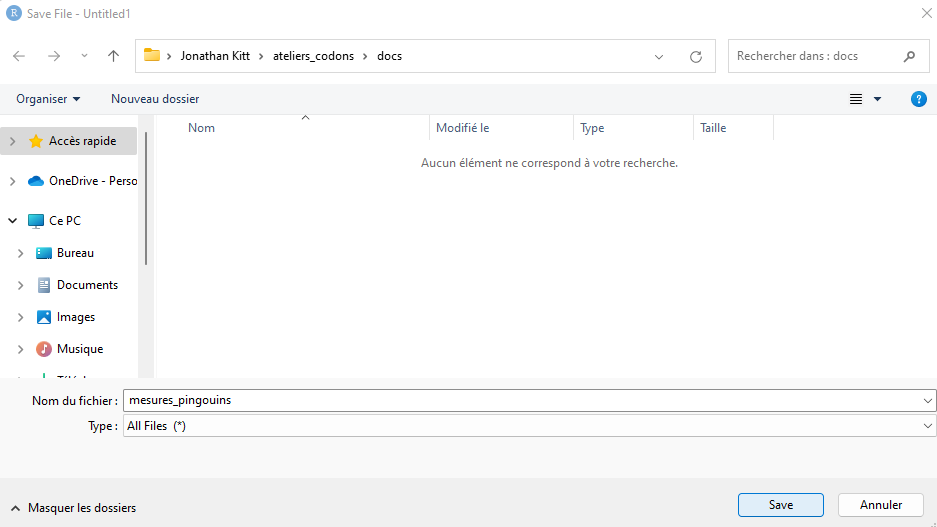 Save File - Untitled1
Jonathan Kitt > ateliers_codons > docs
Rechercher dans : docs
Organiser
Nouveau dossier
Nom
Modifié le
Type
Taille
Aucun élément ne correspond à votre recherche.
Accès rapide
OneDrive - Perso
Ce PC
Bureau
Documents
Images
Musique
Nom du fichier : mesures_pingouins
Type : All Files (*)
Masquer les dossiers
Save
Annuler